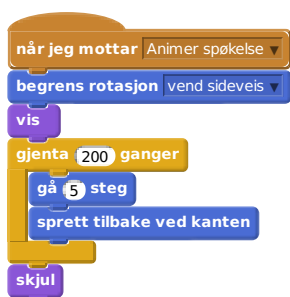 når jeg mottar Animer spøkelse ▾
begrens rotasjon vend sideveis ▾
vis
gjenta 200 ganger
gå 5 steg
sprett tilbake ved kanten
skjul